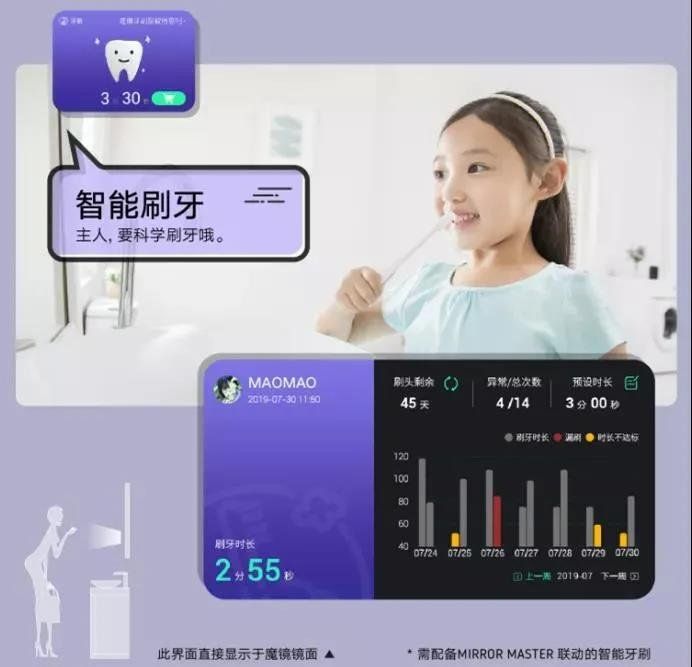 3 30
智能刷牙
主人, 要科学刷牙哦。
MAOMAO
2019-07-30 11:50
刷牙时长
2 分 55 秒
刷头剩余
45 天
异常/总次数
4 /14
预设时长
3 分 00 秒
刷牙时长 漏刷 时长不达标
120
100
80
60
40
07/24 07/25 07/26 07/27 07/28 07/29 07/30
上一周 2019-07 下一周
此界面直接显示于魔镜镜面 ▲
* 需配备MIRROR MASTER 联动的智能牙刷